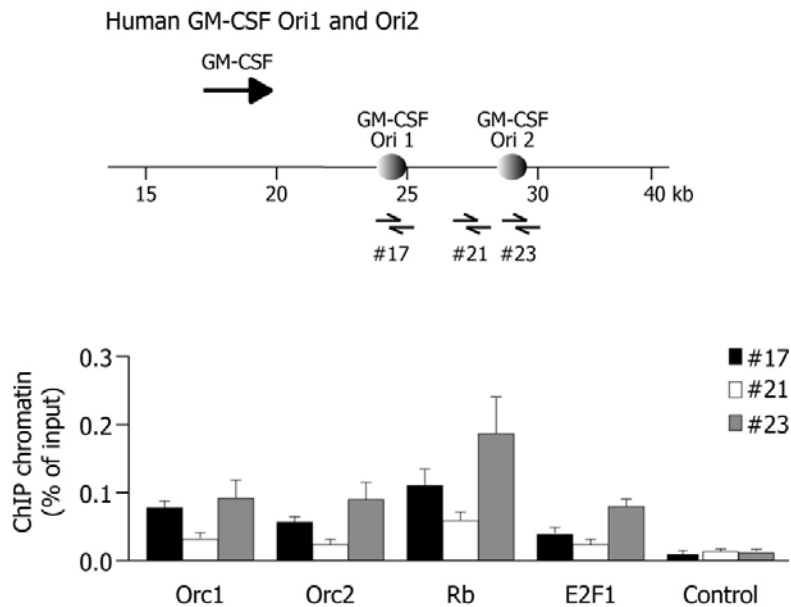 Human GM-CSF Ori1 and Ori2
GM-CSF
GM-CSF GM-CSF
Ori 1 Ori 2
15 20 25 30 40 kb
#17 #21 #23
0.3
0.2
0.1
0.0
ChIP chromatin
(% of input)
#17
#21
#23
Orc1 Orc2 Rb E2F1 Control